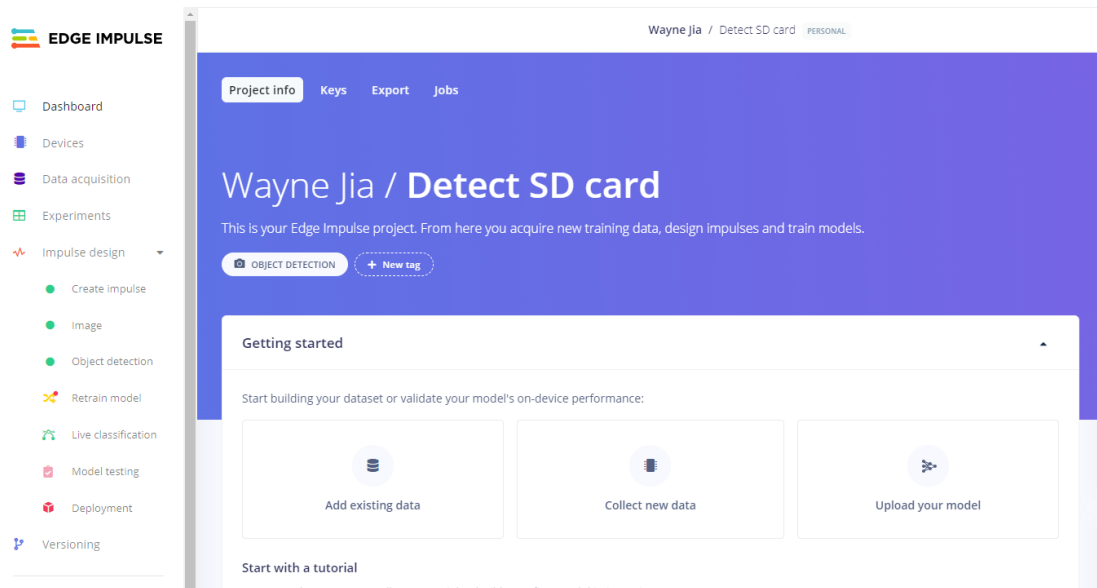 EDGE IMPULSE
Wayne Jia / Detect SD card PERSONAL
Dashboard
Devices
Data acquisition
Experiments
Impulse design
Create impulse
Image
Object detection
Retrain model
Live classification
Model testing
Deployment
Versioning
Project info Keys Export Jobs
Wayne Jia / Detect SD card
This is your Edge Impulse project. From here you acquire new training data, design impulses and train models.
OBJECT DETECTION + New tag
Getting started
Start building your dataset or validate your model's on-device performance:
Add existing data Collect new data Upload your model
Start with a tutorial